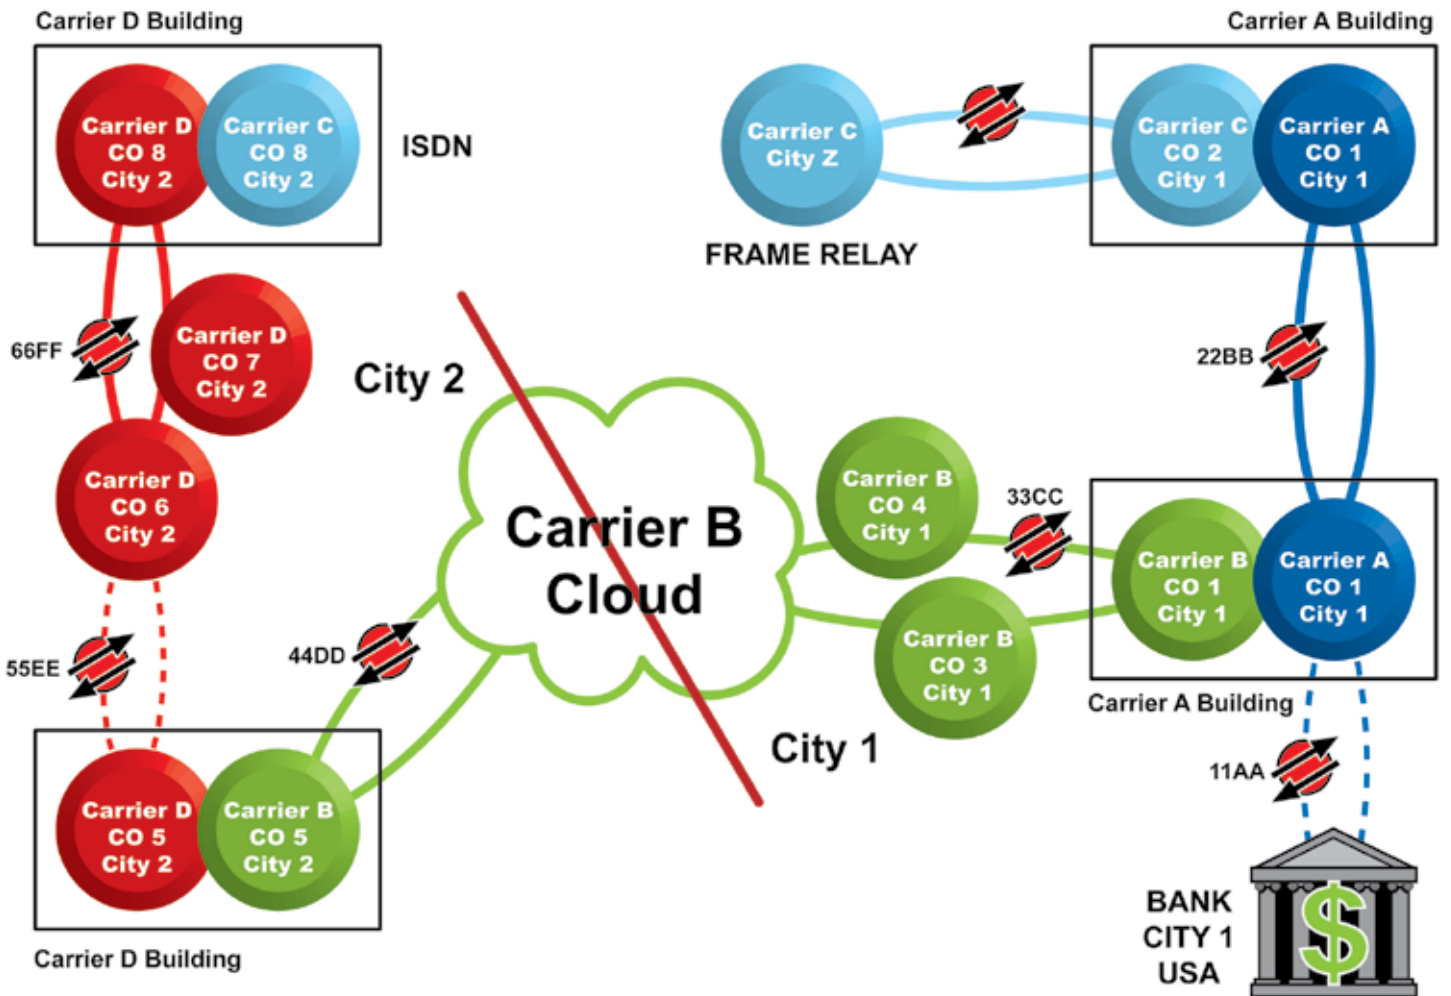 Carrier D Building
Carrier A Building
Carrier D
CO 8
City 2
Carrier C
CO 8
City 2
ISDN
Carrier C
City Z
FRAME RELAY
Carrier C
CO 2
City 1
Carrier A
CO 1
City 1
66FF
Carrier D
CO 7
City 2
22BB
City 2
Carrier D
CO 6
City 2
Carrier B
Cloud
Carrier B
CO 4
City 1
33CC
Carrier B
CO 1
City 1
Carrier A
CO 1
City 1
55EE
44DD
Carrier B
CO 3
City 1
Carrier A Building
City 1
11AA
Carrier D
CO 5
City 2
Carrier B
CO 5
City 2
Carrier D Building
BANK
CITY 1
USA
$